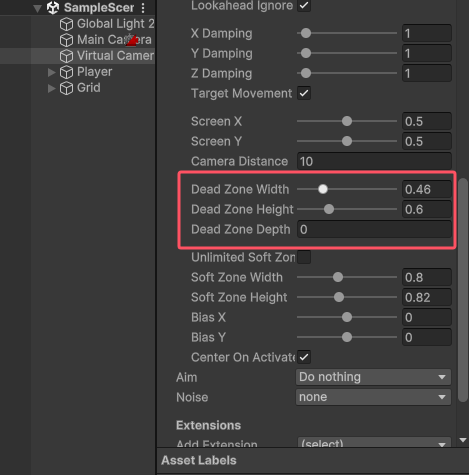 SampleScer
Global Light 2
Main Camera
Virtual Camer
Player
Grid
Lookahead Ignore
X Damping 1
Y Damping 1
Z Damping 1
Target Movement
Screen X 0.5
Screen Y 0.5
Camera Distance 10
Dead Zone Width 0.46
Dead Zone Height 0.6
Dead Zone Depth 0
Unlimited Soft Zon
Soft Zone Width 0.8
Soft Zone Height 0.82
Bias X 0
Bias Y 0
Center On Activate
Aim Do nothing
Noise none
Extensions
Add Extension (select)
Asset Labels